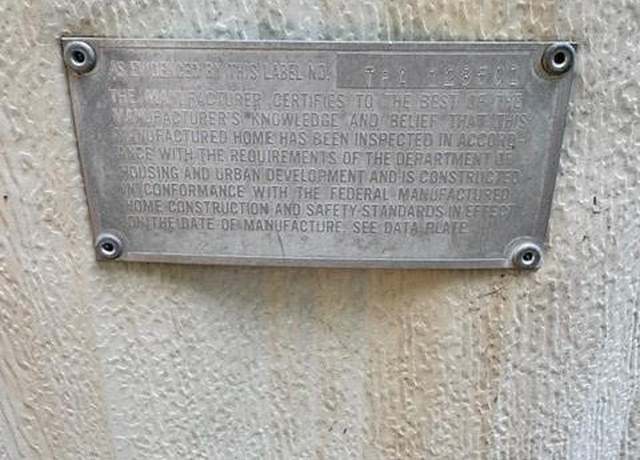 AS EVIDENCED BY THIS LABEL NO.
THE MANUFACTURER CERTIFIES TO THE BEST OF THE
MANUFACTURER'S KNOWLEDGE AND BELIEF THAT THIS
MANUFACTURED HOME HAS BEEN INSPECTED IN ACCORD-
ANCE WITH THE REQUIREMENTS OF THE DEPARTMENT OF
HOUSING AND URBAN DEVELOPMENT AND IS CONSTRUCTED
IN CONFORMANCE WITH THE FEDERAL MANUFACTURED
HOME CONSTRUCTION AND SAFETY STANDARDS IN EFFECT
ON THE DATE OF MANUFACTURE. SEE DATA PLATE.